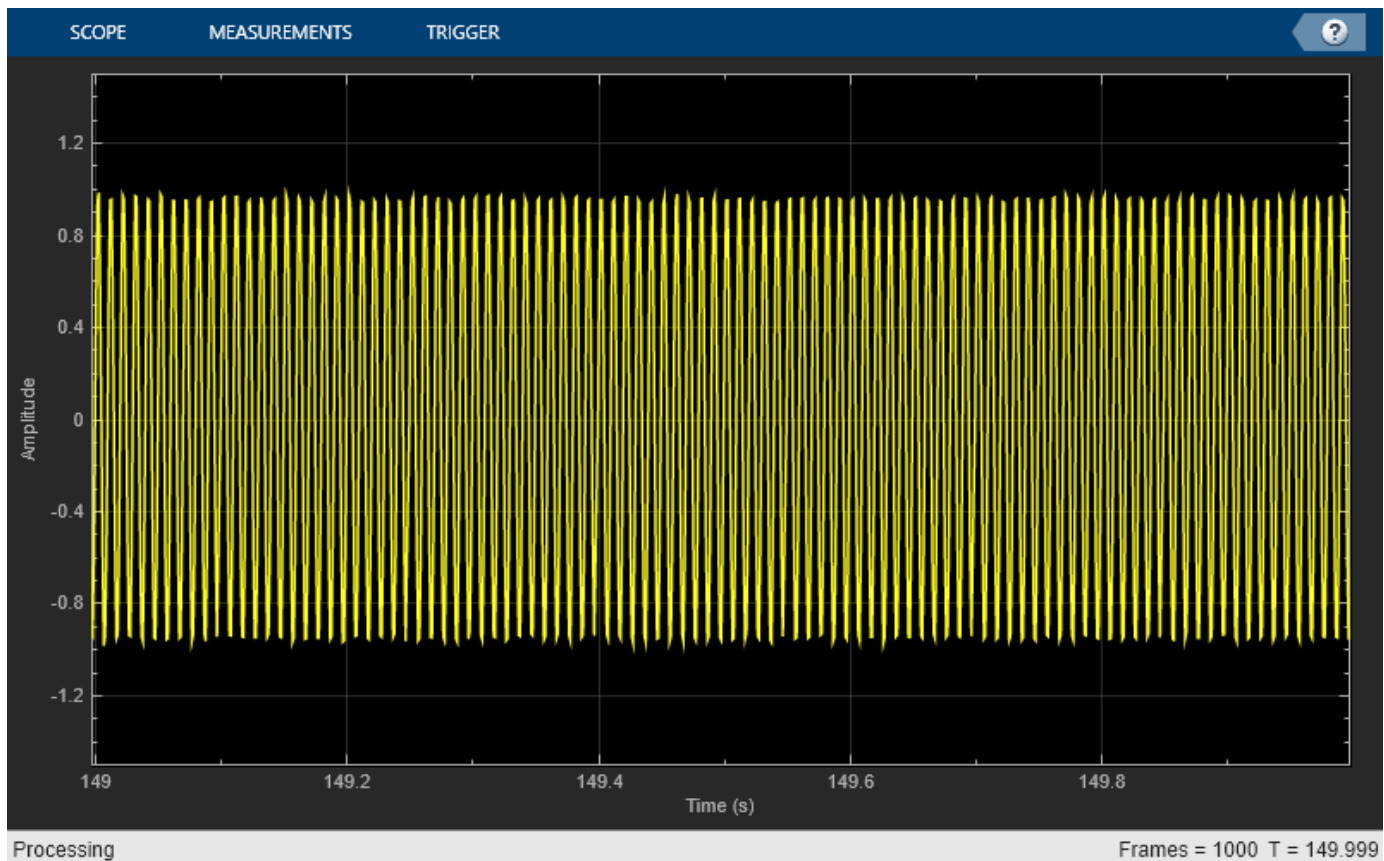 SCOPE MEASUREMENTS TRIGGER ?
1.2
0.8
0.4
0
-0.4
-0.8
-1.2
Amplitude
149 149.2 149.4 149.6 149.8
Time (s)
Processing Frames = 1000 T = 149.999